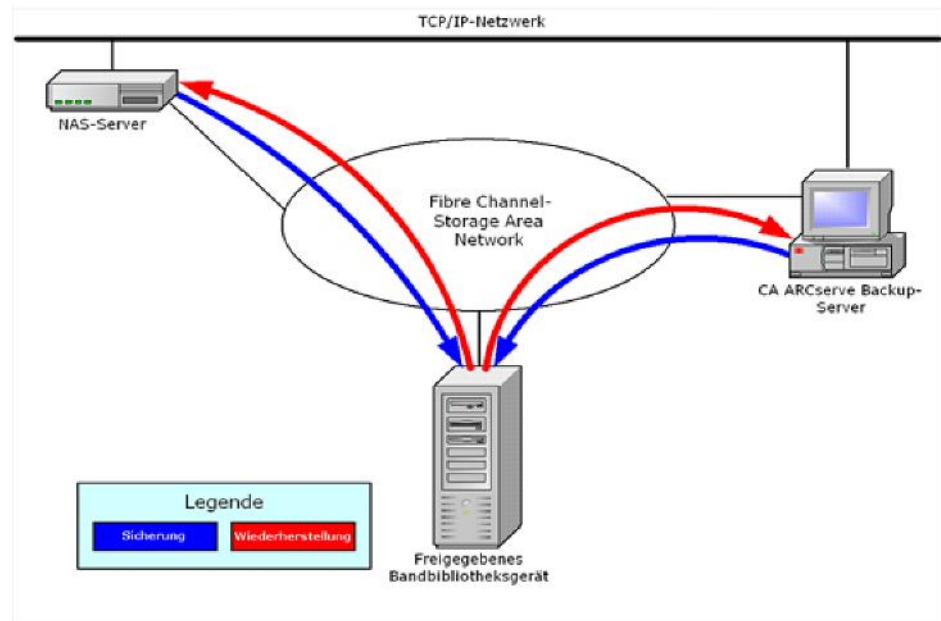 TCP/IP-Netzwerk
NAS-Server
Fibre Channel-
Storage Area
Network
CA ARCserve Backup-
Server
Legende
Sicherung
Wiederherstellung
Freigegebenes
Bandbibliotheksgerät